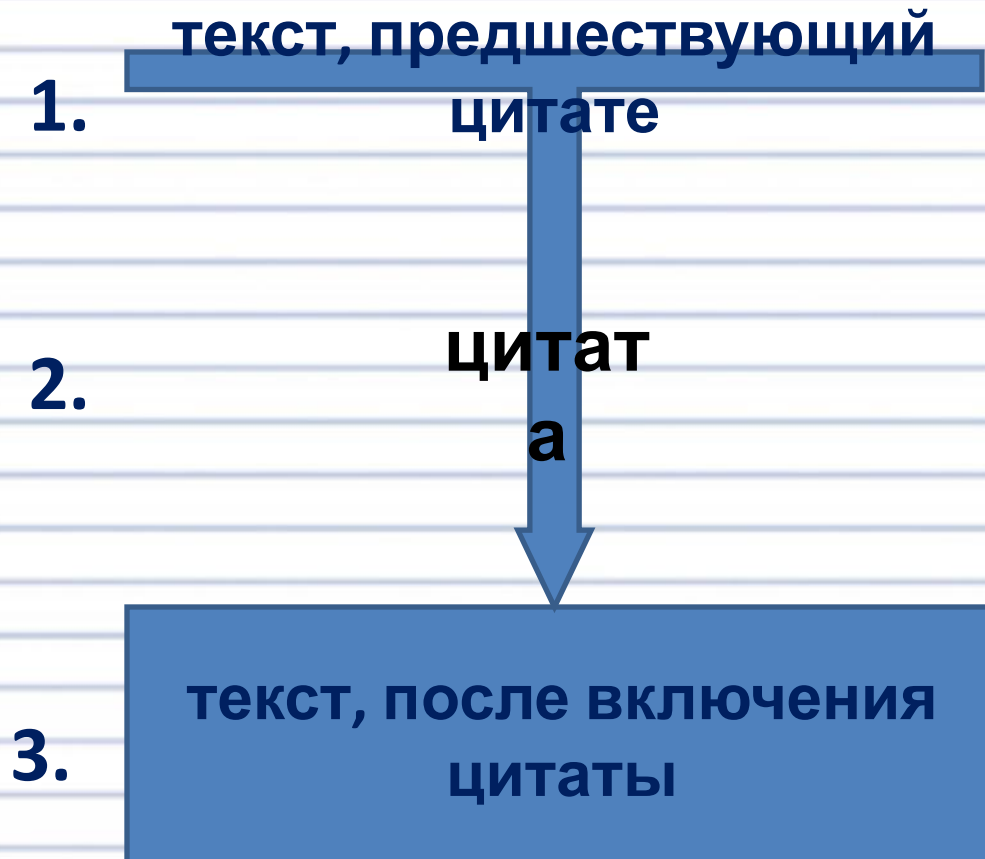 текст, предшествующий
1.
цитате
цитат
2.
а
текст, после включения
3.
цитаты